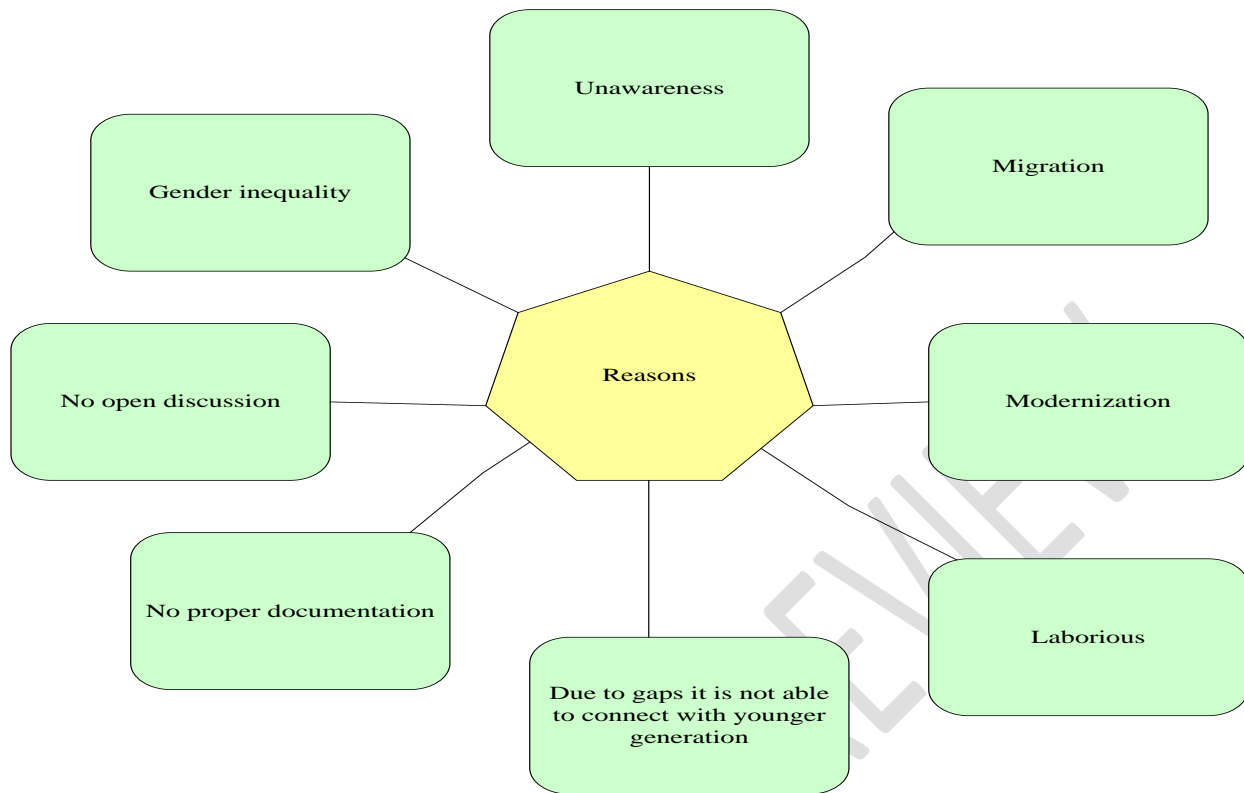 Unawareness
Migration
Gender inequality
Reasons
No open discussion
Modernization
No proper documentation
Laborious
Due to gaps it is not able
to connect with younger
generation
REVIEW